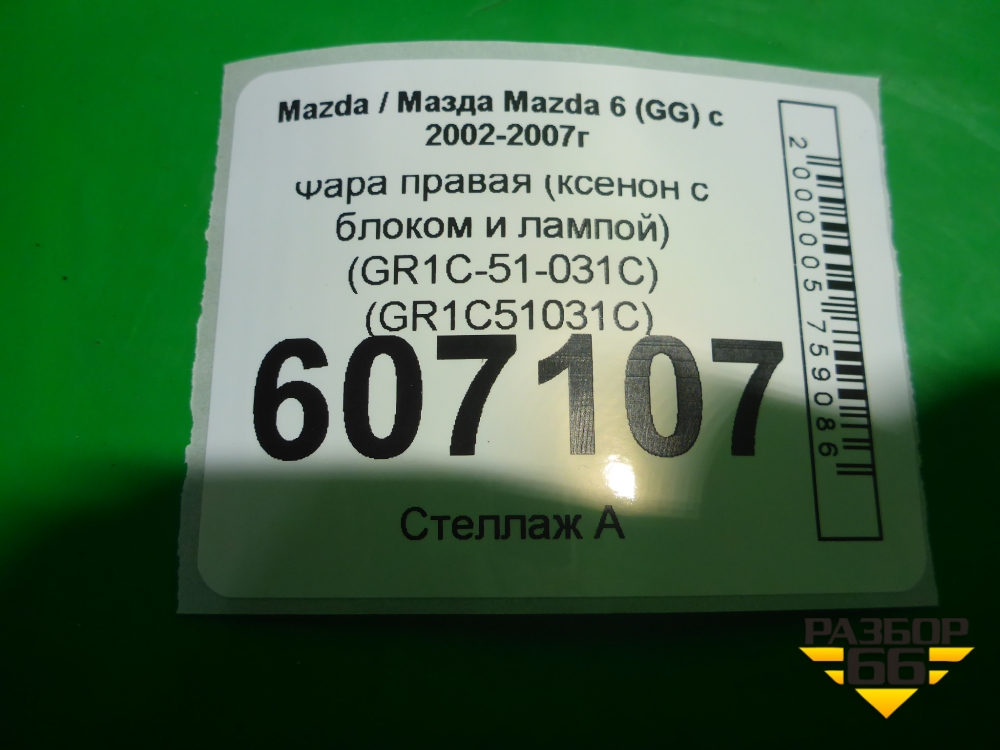 Mazda / Мазда Mazda 6 (GG) с
2002-2007г
Фара правая (ксенон с
блоком и лампой)
(GR1C-51-031C)
(GR1C51031C)
607107
Стеллаж А
2000005759086
РАЗБОР
66